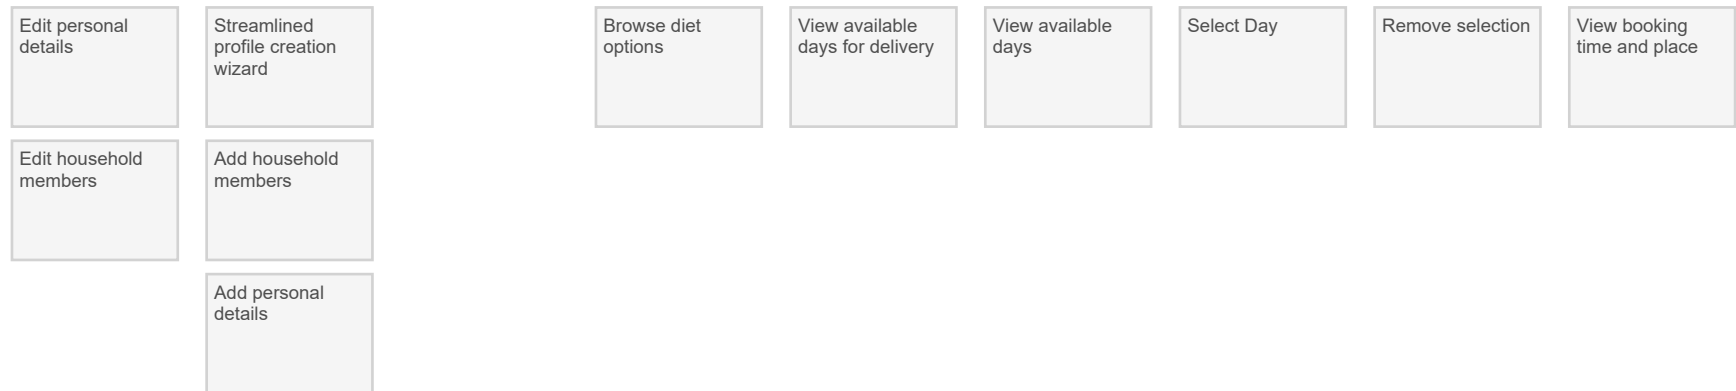 Edit personal
details
Streamlined
profile creation
wizard
Browse diet
options
View available
days for delivery
View available
days
Select Day
Remove selection
View booking
time and place
Edit household
members
Add household
members
Add personal
details